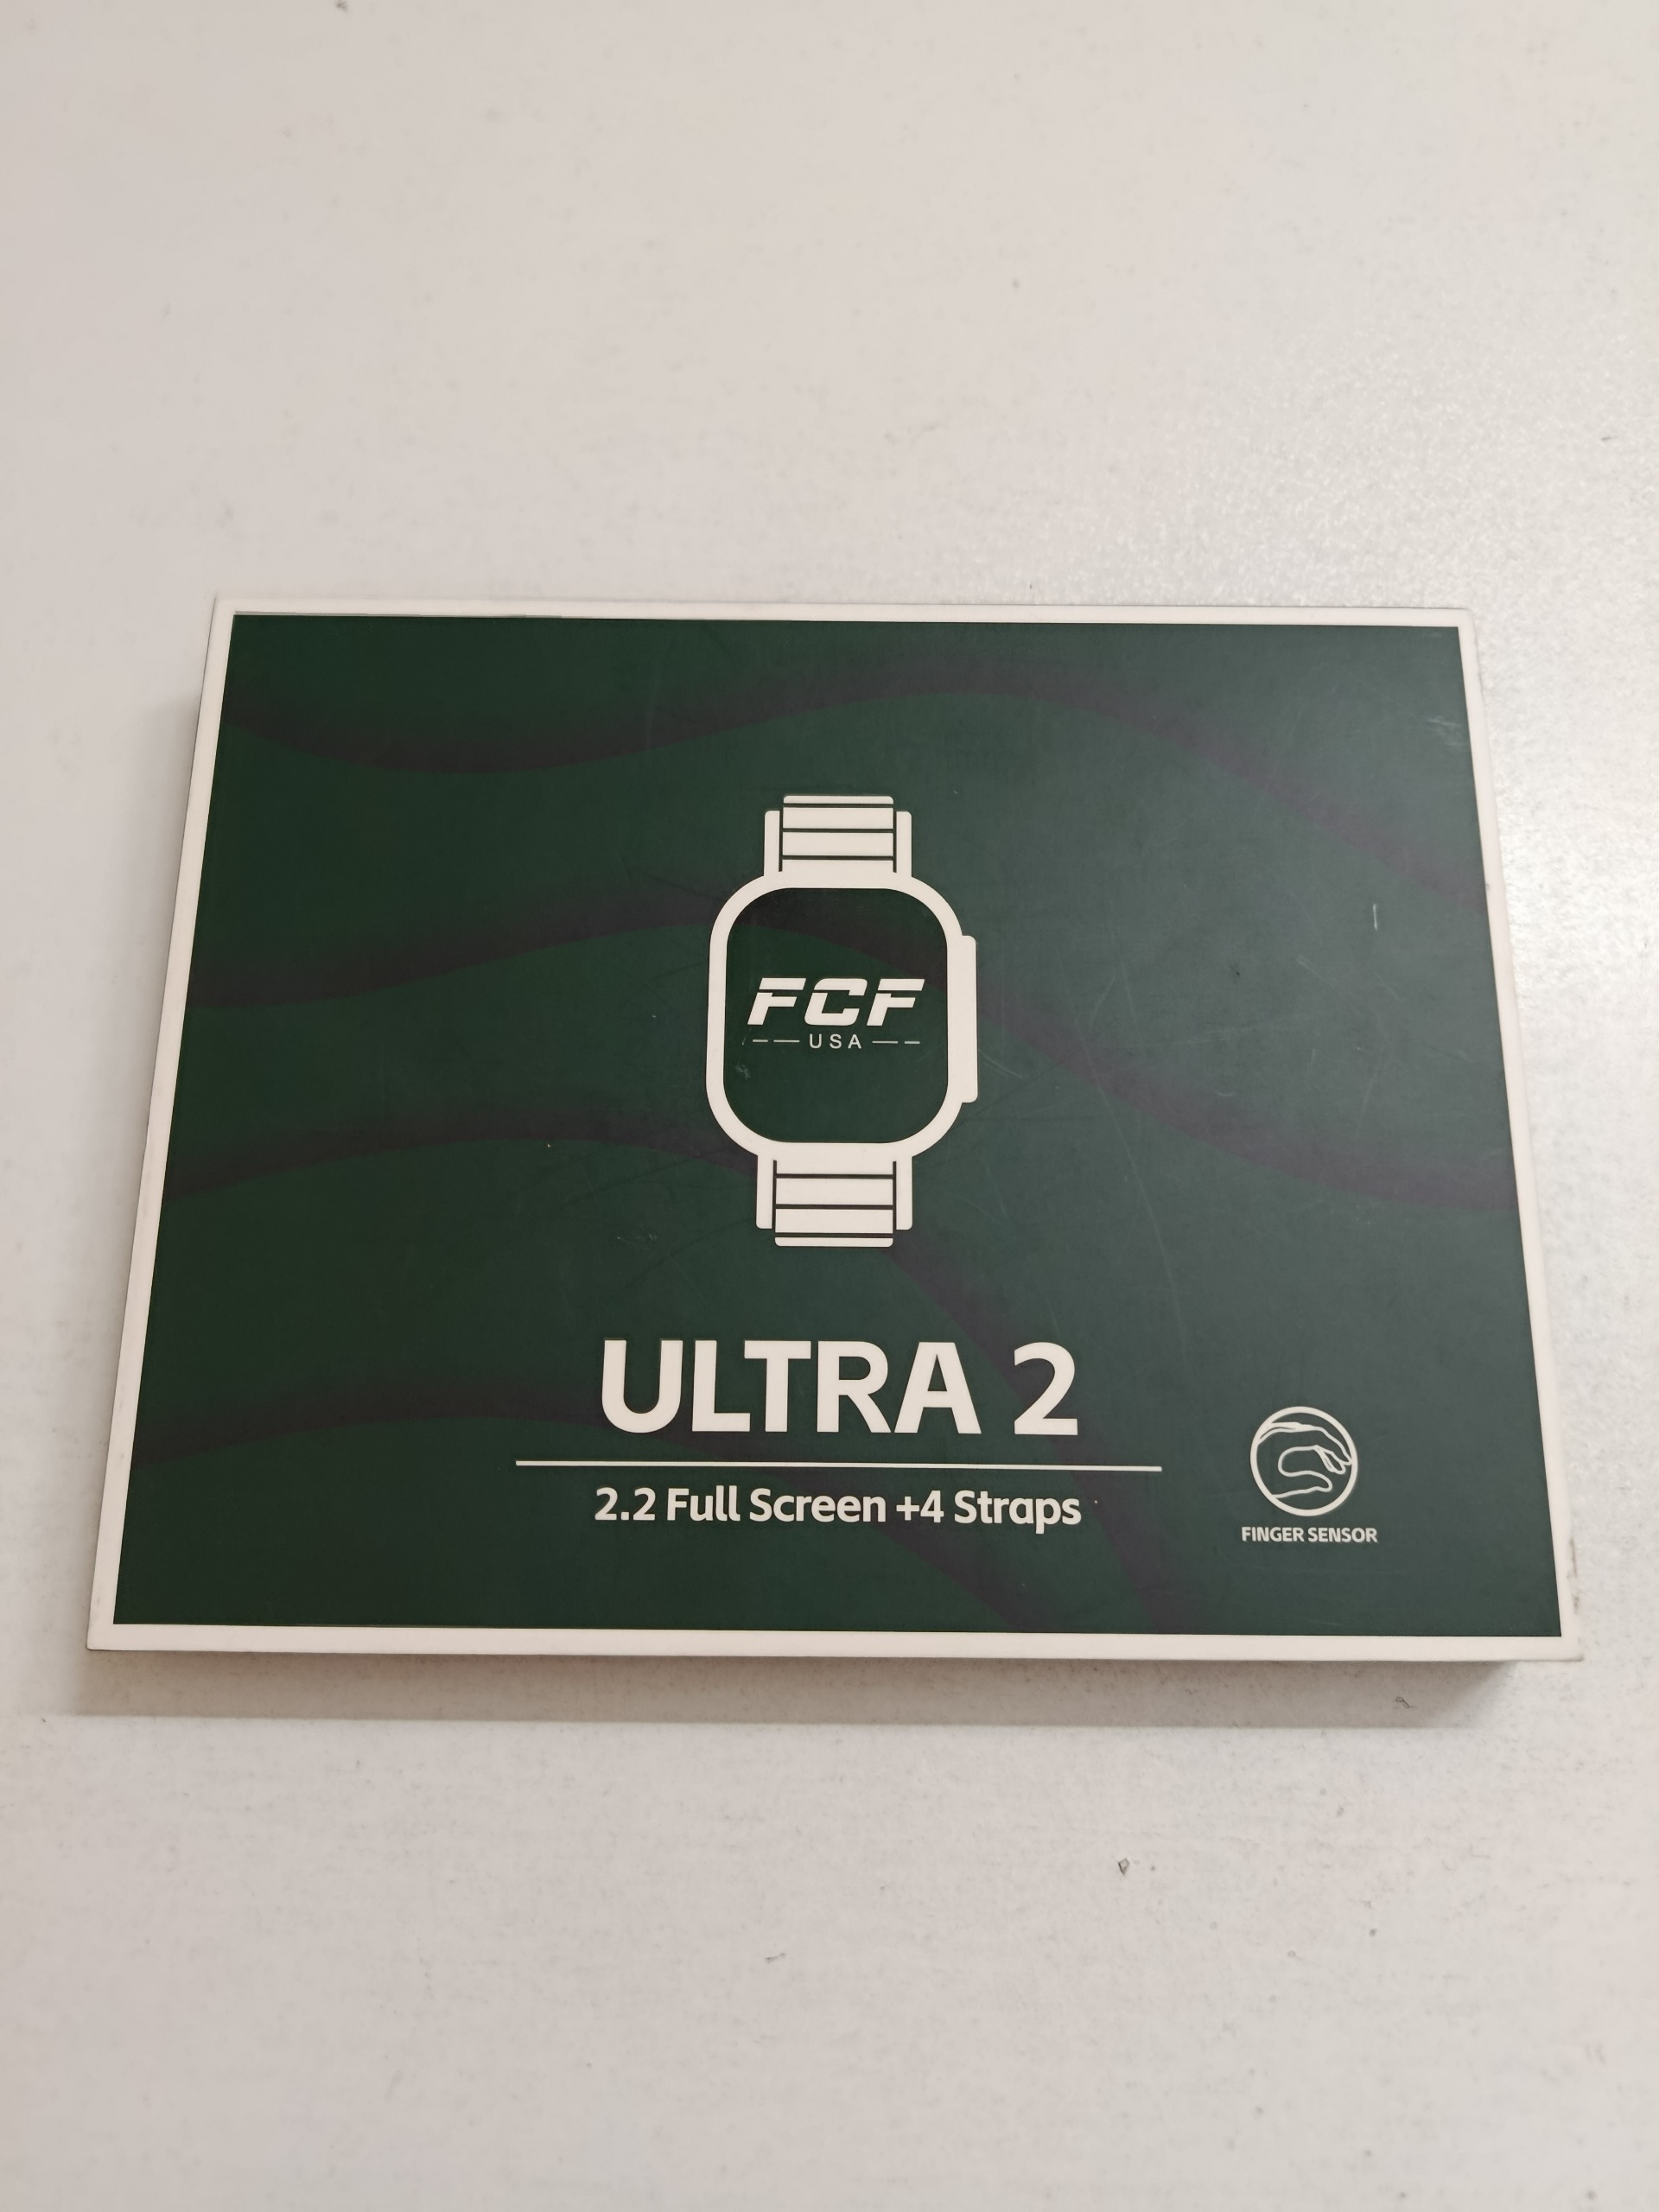 FCF
USA
ULTRA 2
2.2 Full Screen +4 Straps
FINGER SENSOR